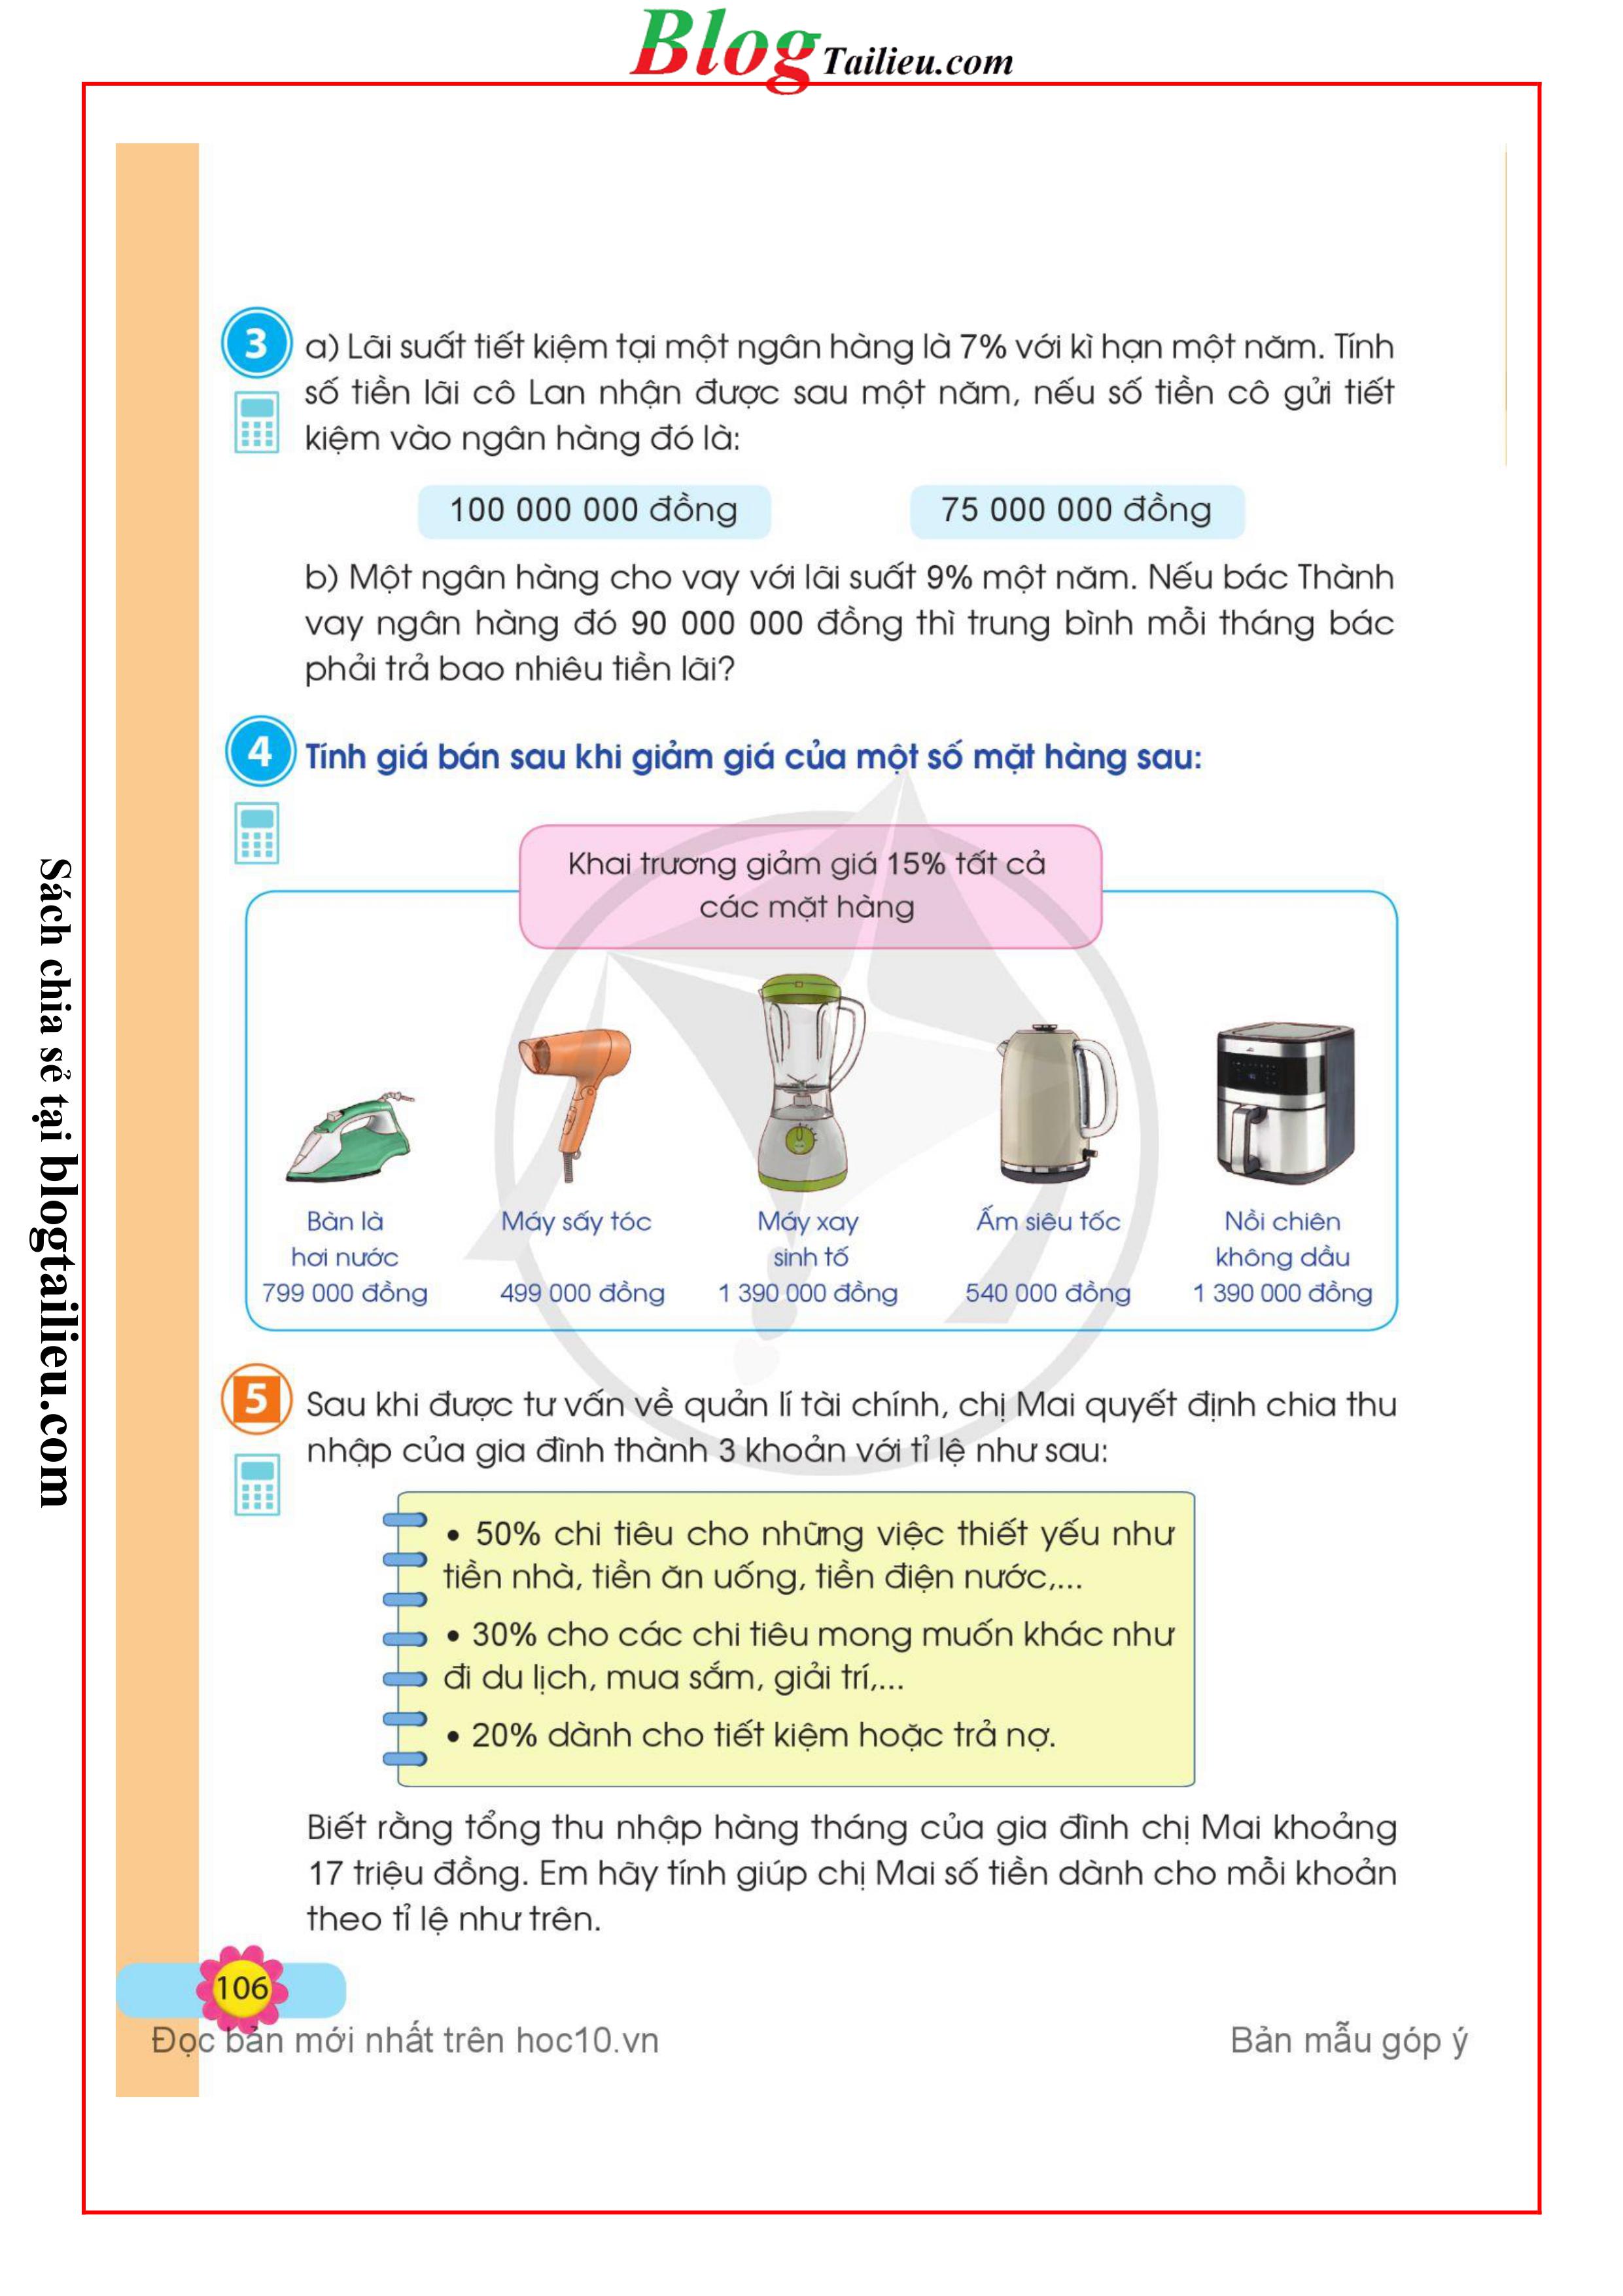 Blog Tailieu.com
3 a) Lãi suất tiết kiệm tại một ngân hàng là 7% với kì hạn một năm. Tính
số tiền lãi cô Lan nhận được sau một năm, nếu số tiền cô gửi tiết
kiệm vào ngân hàng đó là:
100 000 000 đồng 75 000 000 đồng
b) Một ngân hàng cho vay với lãi suất 9% một năm. Nếu bác Thành
vay ngân hàng đó 90 000 000 đồng thì trung bình mỗi tháng bác
phải trả bao nhiêu tiền lãi?
4 Tính giá bán sau khi giảm giá của một số mặt hàng sau:
Khai trương giảm giá 15% tất cả
các mặt hàng
Bàn là Máy sấy tóc Máy xay Ấm siêu tốc Nồi chiên
hơi nước sinh tố không dầu
799 000 đồng 499 000 đồng 1 390 000 đồng 540 000 đồng 1 390 000 đồng
5 Sau khi được tư vấn về quản lí tài chính, chị Mai quyết định chia thu
nhập của gia đình thành 3 khoản với tỉ lệ như sau:
• 50% chi tiêu cho những việc thiết yếu như
tiền nhà, tiền ăn uống, tiền điện nước,...
• 30% cho các chi tiêu mong muốn khác như
đi du lịch, mua sắm, giải trí,...
• 20% dành cho tiết kiệm hoặc trả nợ.
Biết rằng tổng thu nhập hàng tháng của gia đình chị Mai khoảng
17 triệu đồng. Em hãy tính giúp chị Mai số tiền dành cho mỗi khoản
theo tỉ lệ như trên.
106
Đọc bản mới nhất trên hoc10.vn Bản mẫu góp ý
Sách chia sẻ tại blogtailieu.com